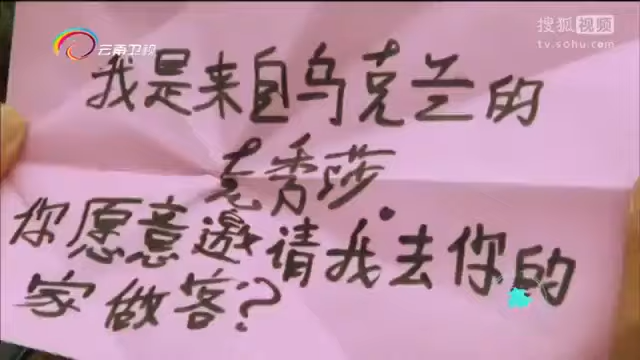 云南卫视
搜狐视频
tv.sohu.com
我是来自乌克兰的
克秀莎.
你愿意邀请我去你的
家做客?